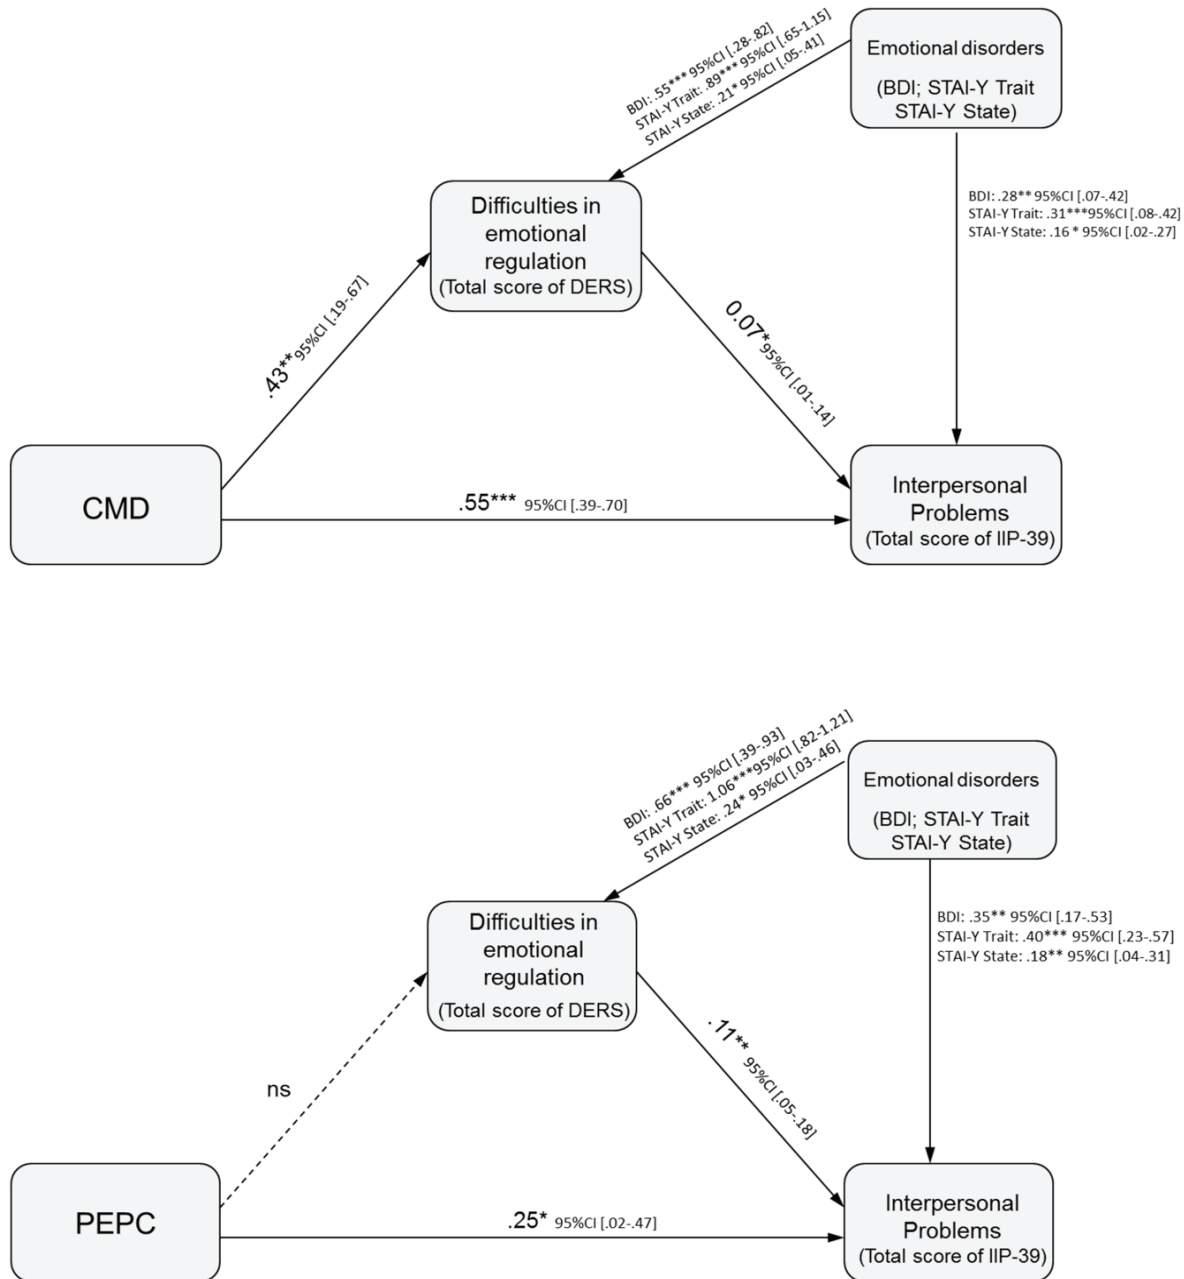 BDI: .55*** 95%CI [.28-.82]
STAI-Y Trait: .89*** 95%CI [.65-1.15]
STAI-Y State: .21* 95%CI [.05-.41]
Emotional disorders
(BDI; STAI-Y Trait
STAI-Y State)
BDI: .28** 95%CI [.07-.42]
STAI-Y Trait: .31***95%CI [.08-.42]
STAI-Y State: .16 * 95%CI [.02-.27]
Difficulties in
emotional
regulation
(Total score of DERS)
.43** 95%CI [.19-.67]
0.07* 95%CI [.01-.14]
CMD
.55*** 95%CI [.39-.70]
Interpersonal
Problems
(Total score of IIP-39)
BDI: .66*** 95%CI [.39-.93]
STAI-Y Trait: 1.06***95%CI [.82-1.21]
STAI-Y State: .24* 95%CI [.03-.46]
Emotional disorders
(BDI; STAI-Y Trait
STAI-Y State)
BDI: .35** 95%CI [.17-.53]
STAI-Y Trait: .40*** 95%CI [.23-.57]
STAI-Y State: .18** 95%CI [.04-.31]
Difficulties in
emotional
regulation
(Total score of DERS)
ns
.11** 95%CI [.05-.18]
PEPC
.25* 95%CI [.02-.47]
Interpersonal
Problems
(Total score of IIP-39)